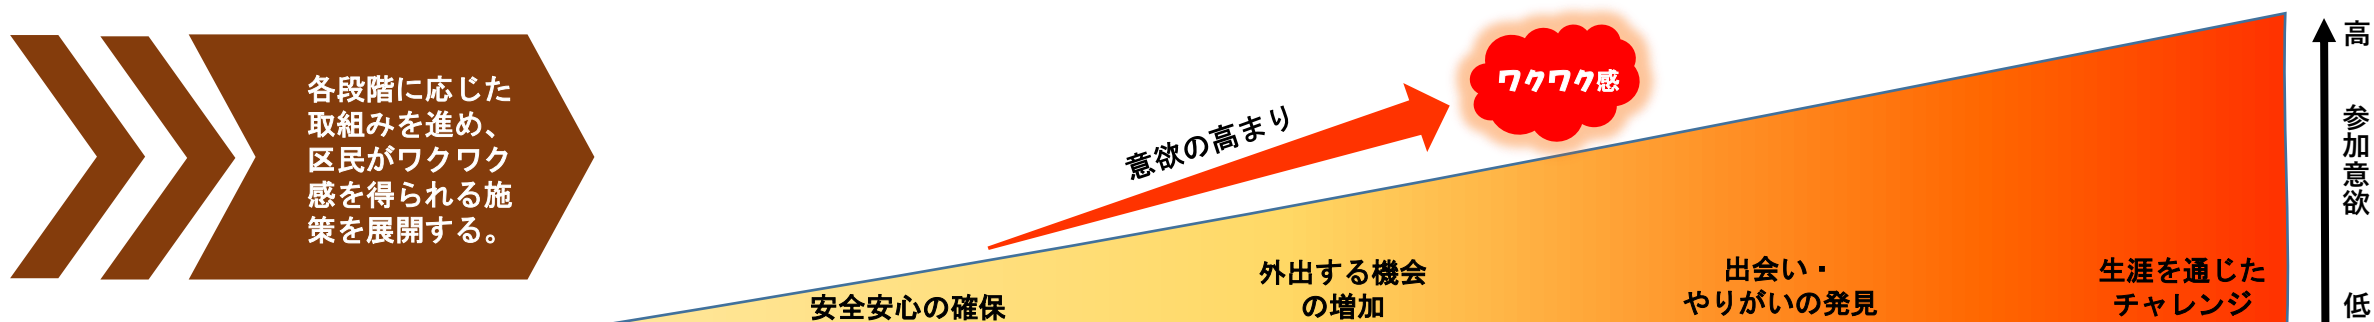 各段階に応じた
取組みを進め、
区民がワクワク
感を得られる施
策を展開する。
意欲の高まり
ワクワク感
安全安心の確保
外出する機会
の増加
出会い・
やりがいの発見
生涯を通じた
チャレンジ
高
参加意欲
低